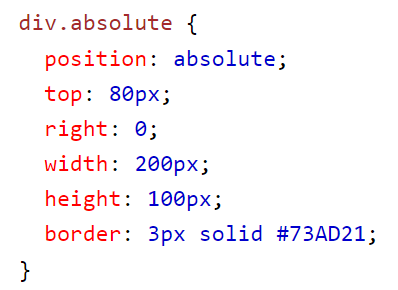 div.absolute {
  position: absolute;
  top: 80px;
  right: 0;
  width: 200px;
  height: 100px;
  border: 3px solid #73AD21;
}